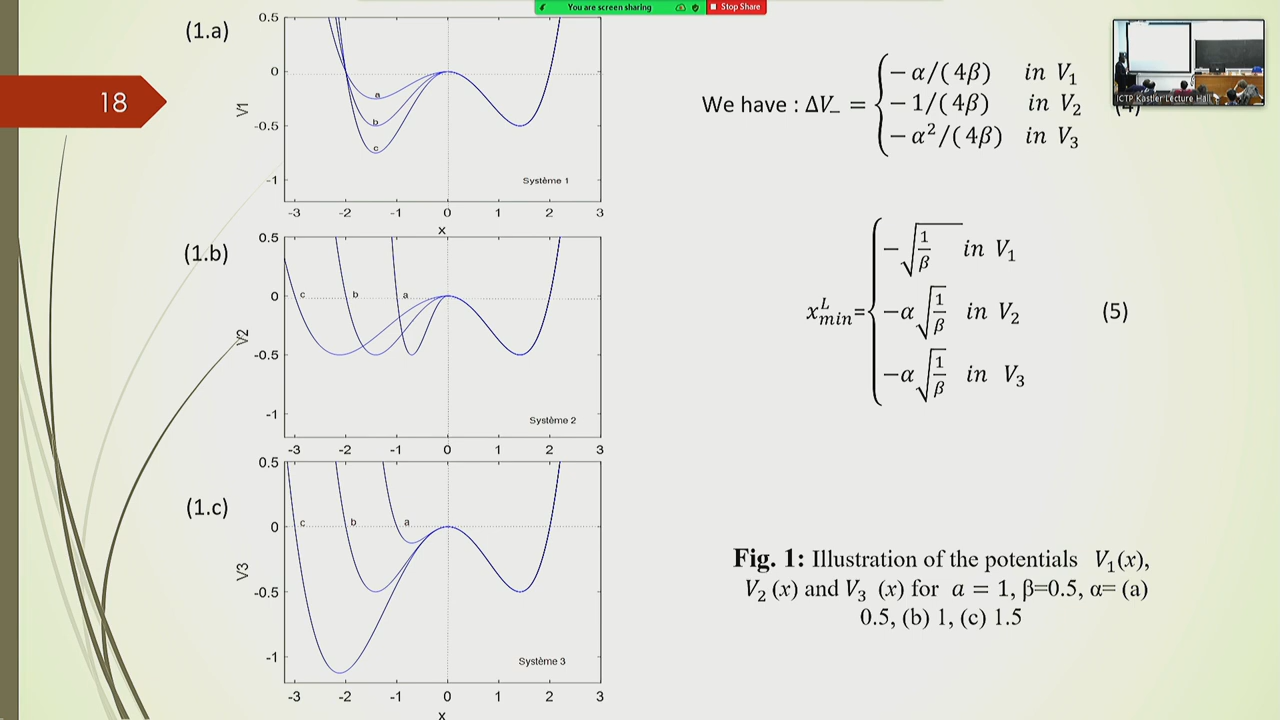 You are screen sharing
Stop Share
18
(1.a)
0.5
0
-0.5
-1
V1
a
b
c
Système 1
-3 -2 -1 0 1 2 3
x
(1.b)
0.5
0
-0.5
-1
V2
c b a
Système 2
-3 -2 -1 0 1 2 3
(1.c)
0.5
0
-0.5
-1
V3
c b a
Système 3
-3 -2 -1 0 1 2 3
x
ICTP Kastler Lecture Hall
− α/(4β) in V₁
We have : ΔV₋ = − 1/(4β) in V₂ (4)
− α²/(4β) in V₃
−√(1/β) in V₁
xᴸₘᵢₙ= −α√(1/β) in V₂ (5)
−α√(1/β) in V₃
Fig. 1: Illustration of the potentials V₁(x),
V₂ (x) and V₃ (x) for a = 1, β=0.5, α= (a)
0.5, (b) 1, (c) 1.5